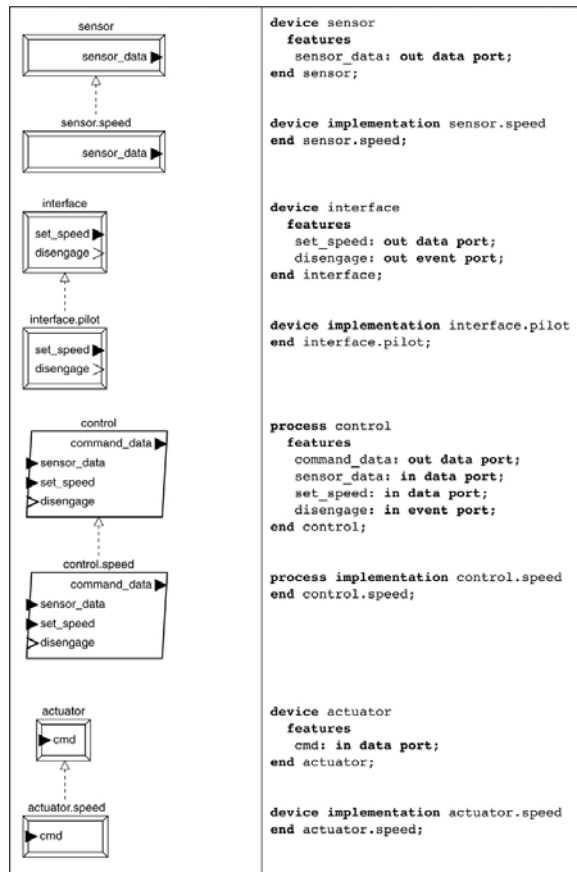 sensor
sensor_data
sensor.speed
sensor_data
interface
set_speed
disengage
interface.pilot
set_speed
disengage
control
command_data
sensor_data
set_speed
disengage
control.speed
command_data
sensor_data
set_speed
disengage
actuator
cmd
actuator.speed
cmd
device sensor
features
sensor_data: out data port;
end sensor;
device implementation sensor.speed
end sensor.speed;
device interface
features
set_speed: out data port;
disengage: out event port;
end interface;
device implementation interface.pilot
end interface.pilot;
process control
features
command_data: out data port;
sensor_data: in data port;
set_speed: in data port;
disengage: in event port;
end control;
process implementation control.speed
end control.speed;
device actuator
features
cmd: in data port;
end actuator;
device implementation actuator.speed
end actuator.speed;